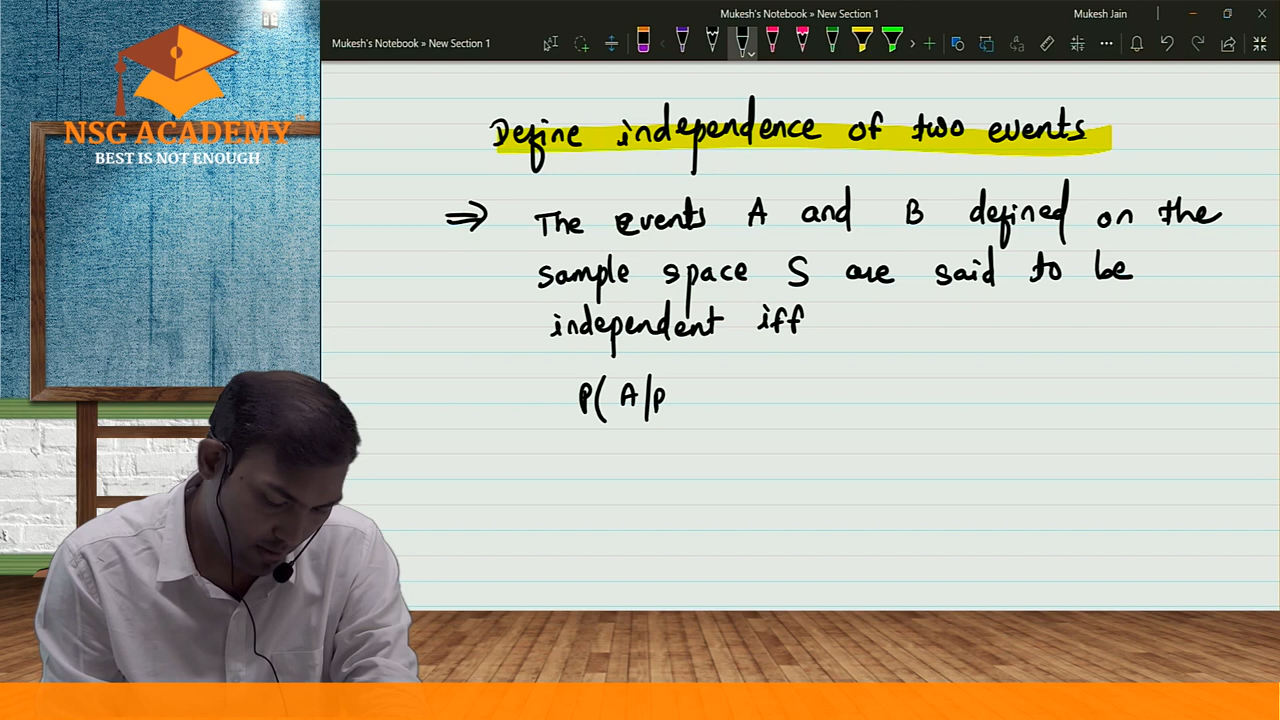 Mukesh's Notebook » New Section 1
Mukesh Jain
Mukesh's Notebook » New Section 1
NSG ACADEMY
BEST IS NOT ENOUGH
Define independence of two events
⇒ The events A and B defined on the
sample space S are said to be
independent iff
P( A/P